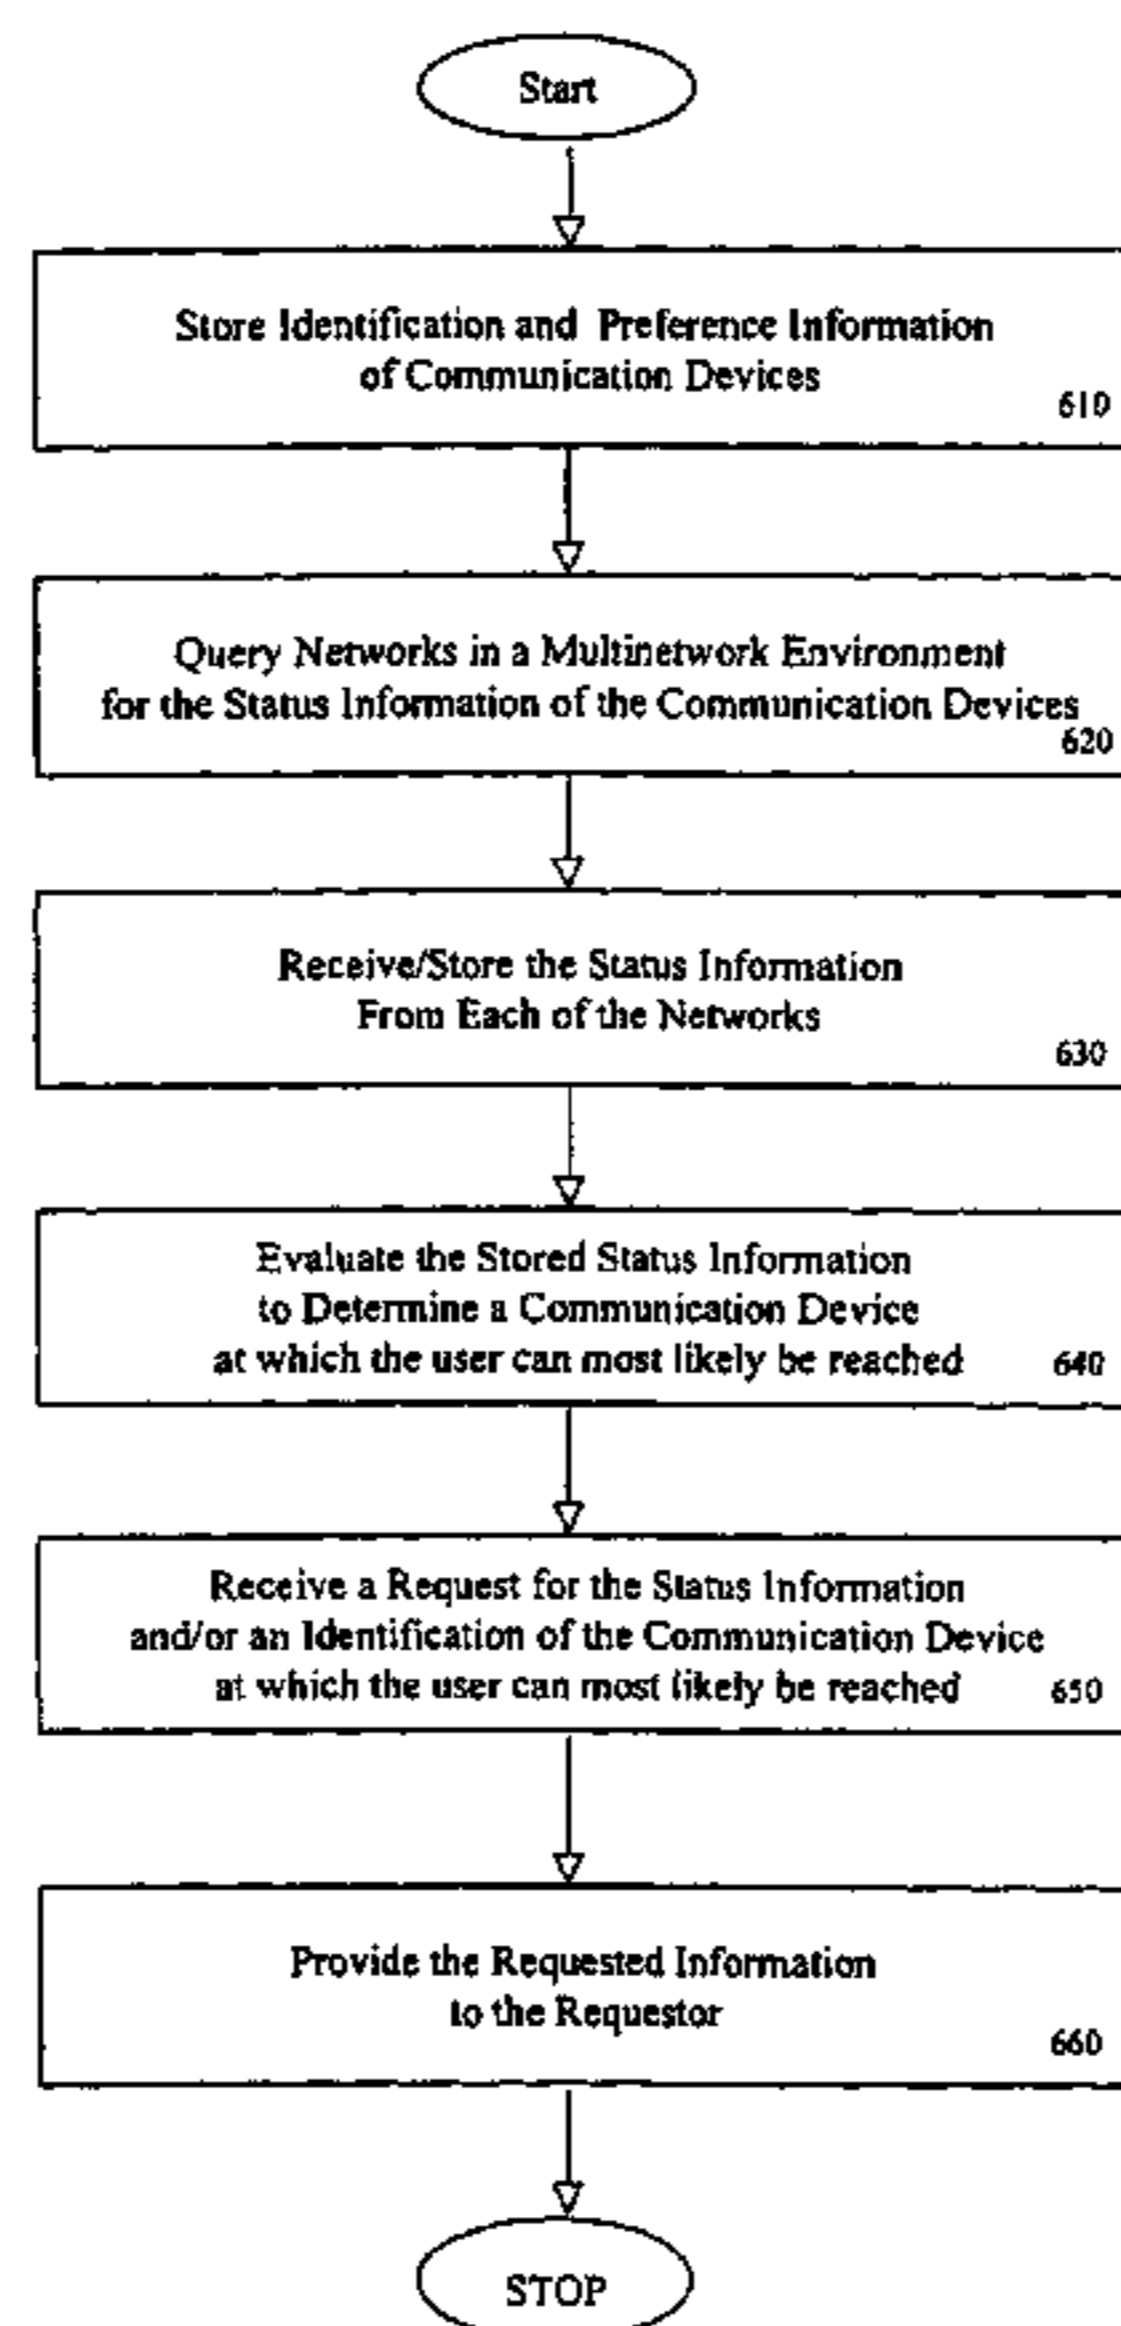 Start
Store Identification and Preference Information
of Communication Devices
610
Query Networks in a Multinetwork Environment
for the Status Information of the Communication Devices
620
Receive/Store the Status Information
From Each of the Networks
630
Evaluate the Stored Status Information
to Determine a Communication Device
at which the user can most likely be reached
640
Receive a Request for the Status Information
and/or an Identification of the Communication Device
at which the user can most likely be reached
650
Provide the Requested Information
to the Requestor
660
STOP